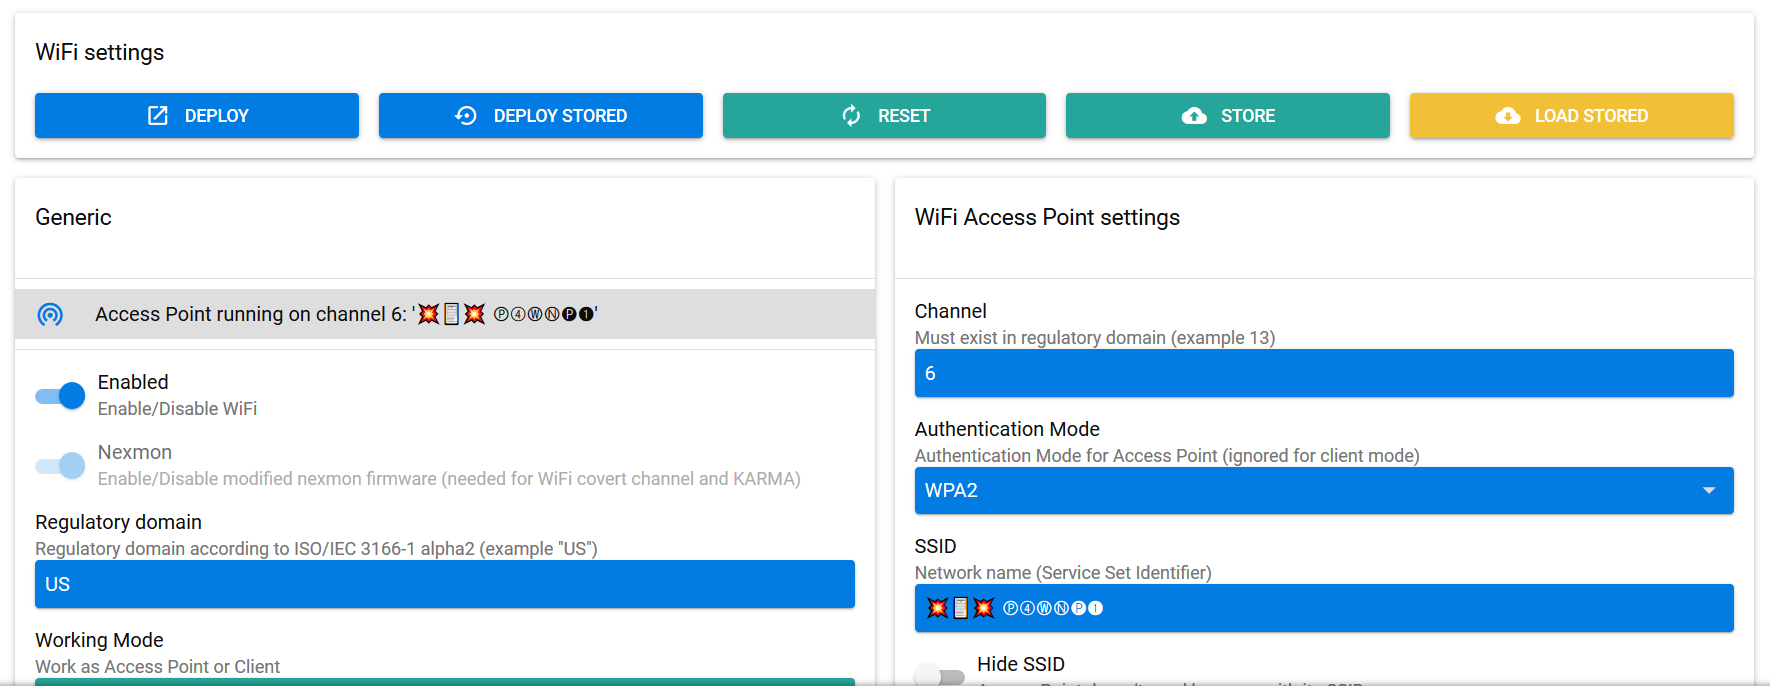 WiFi settings
DEPLOY
DEPLOY STORED
RESET
STORE
LOAD STORED
Generic
Access Point running on channel 6: '💥🖥💥 Ⓟ④ⓌⓃ🅟❶'
Enabled
Enable/Disable WiFi
Nexmon
Enable/Disable modified nexmon firmware (needed for WiFi covert channel and KARMA)
Regulatory domain
Regulatory domain according to ISO/IEC 3166-1 alpha2 (example "US")
US
Working Mode
Work as Access Point or Client
WiFi Access Point settings
Channel
Must exist in regulatory domain (example 13)
6
Authentication Mode
Authentication Mode for Access Point (ignored for client mode)
WPA2
SSID
Network name (Service Set Identifier)
💥🖥💥 Ⓟ④ⓌⓃ🅟❶
Hide SSID